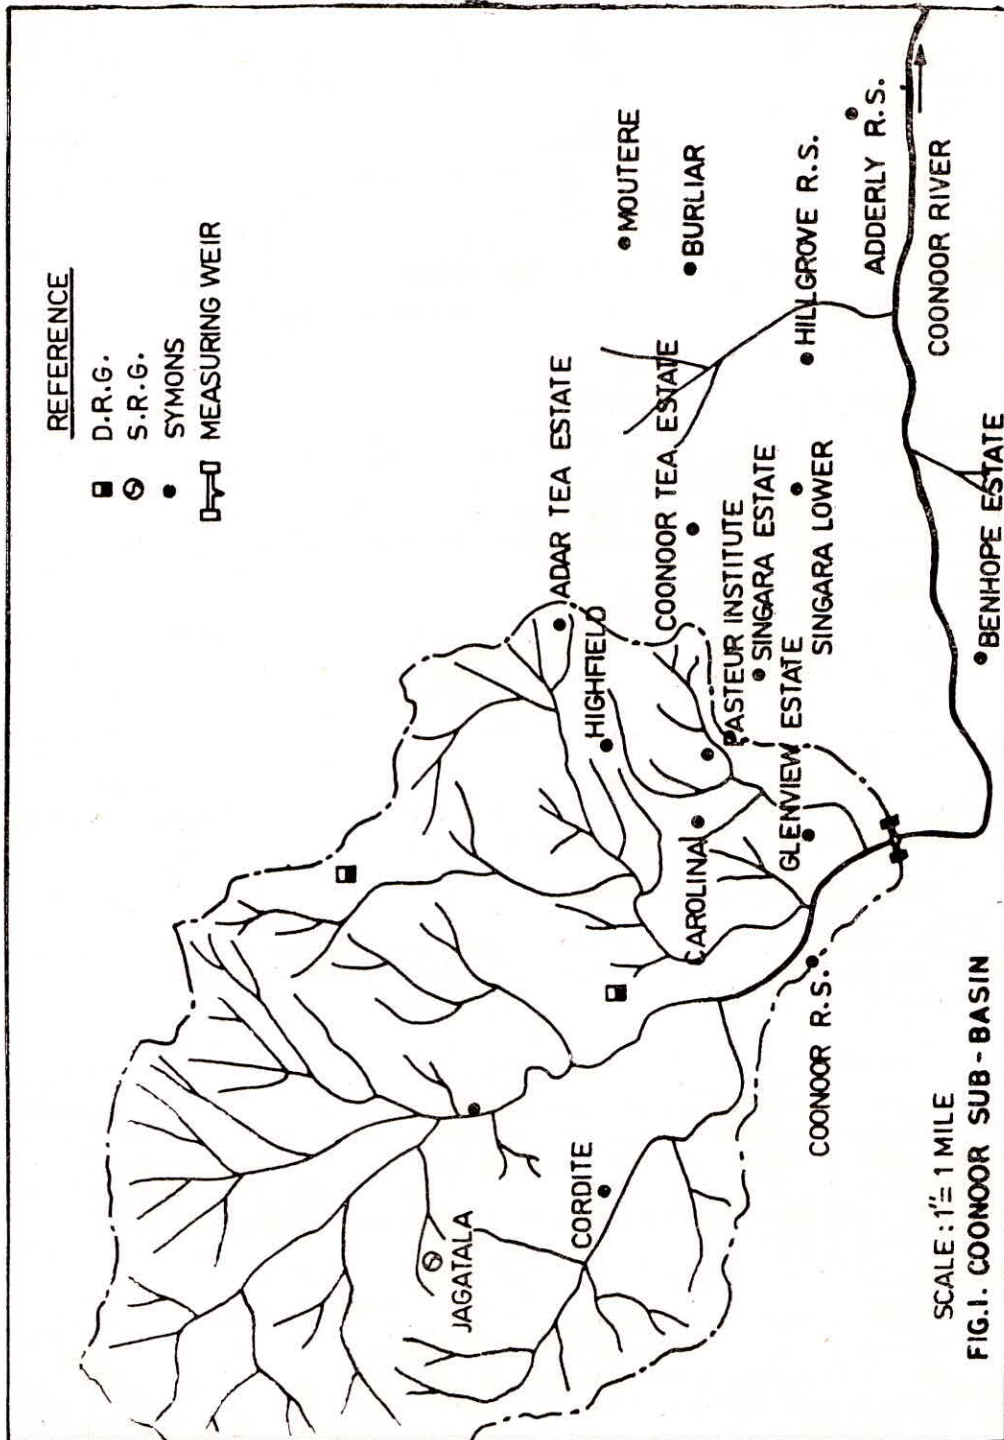 REFERENCE
D.R.G.
S.R.G.
SYMONS
MEASURING WEIR
MOUTERE
BURLIAR
HILLGROVE R.S.
ADDERLY R.S.
COONOOR RIVER
ADAR TEA ESTATE
COONOOR TEA ESTATE
HIGHFIELD
PASTEUR INSTITUTE
SINGARA ESTATE
SINGARA LOWER
GLENVIEW ESTATE
BENHOPE ESTATE
CAROLINA
COONOOR R.S.
CORDITE
JAGATALA
SCALE : 1"= 1 MILE
FIG.1. COONOOR SUB-BASIN